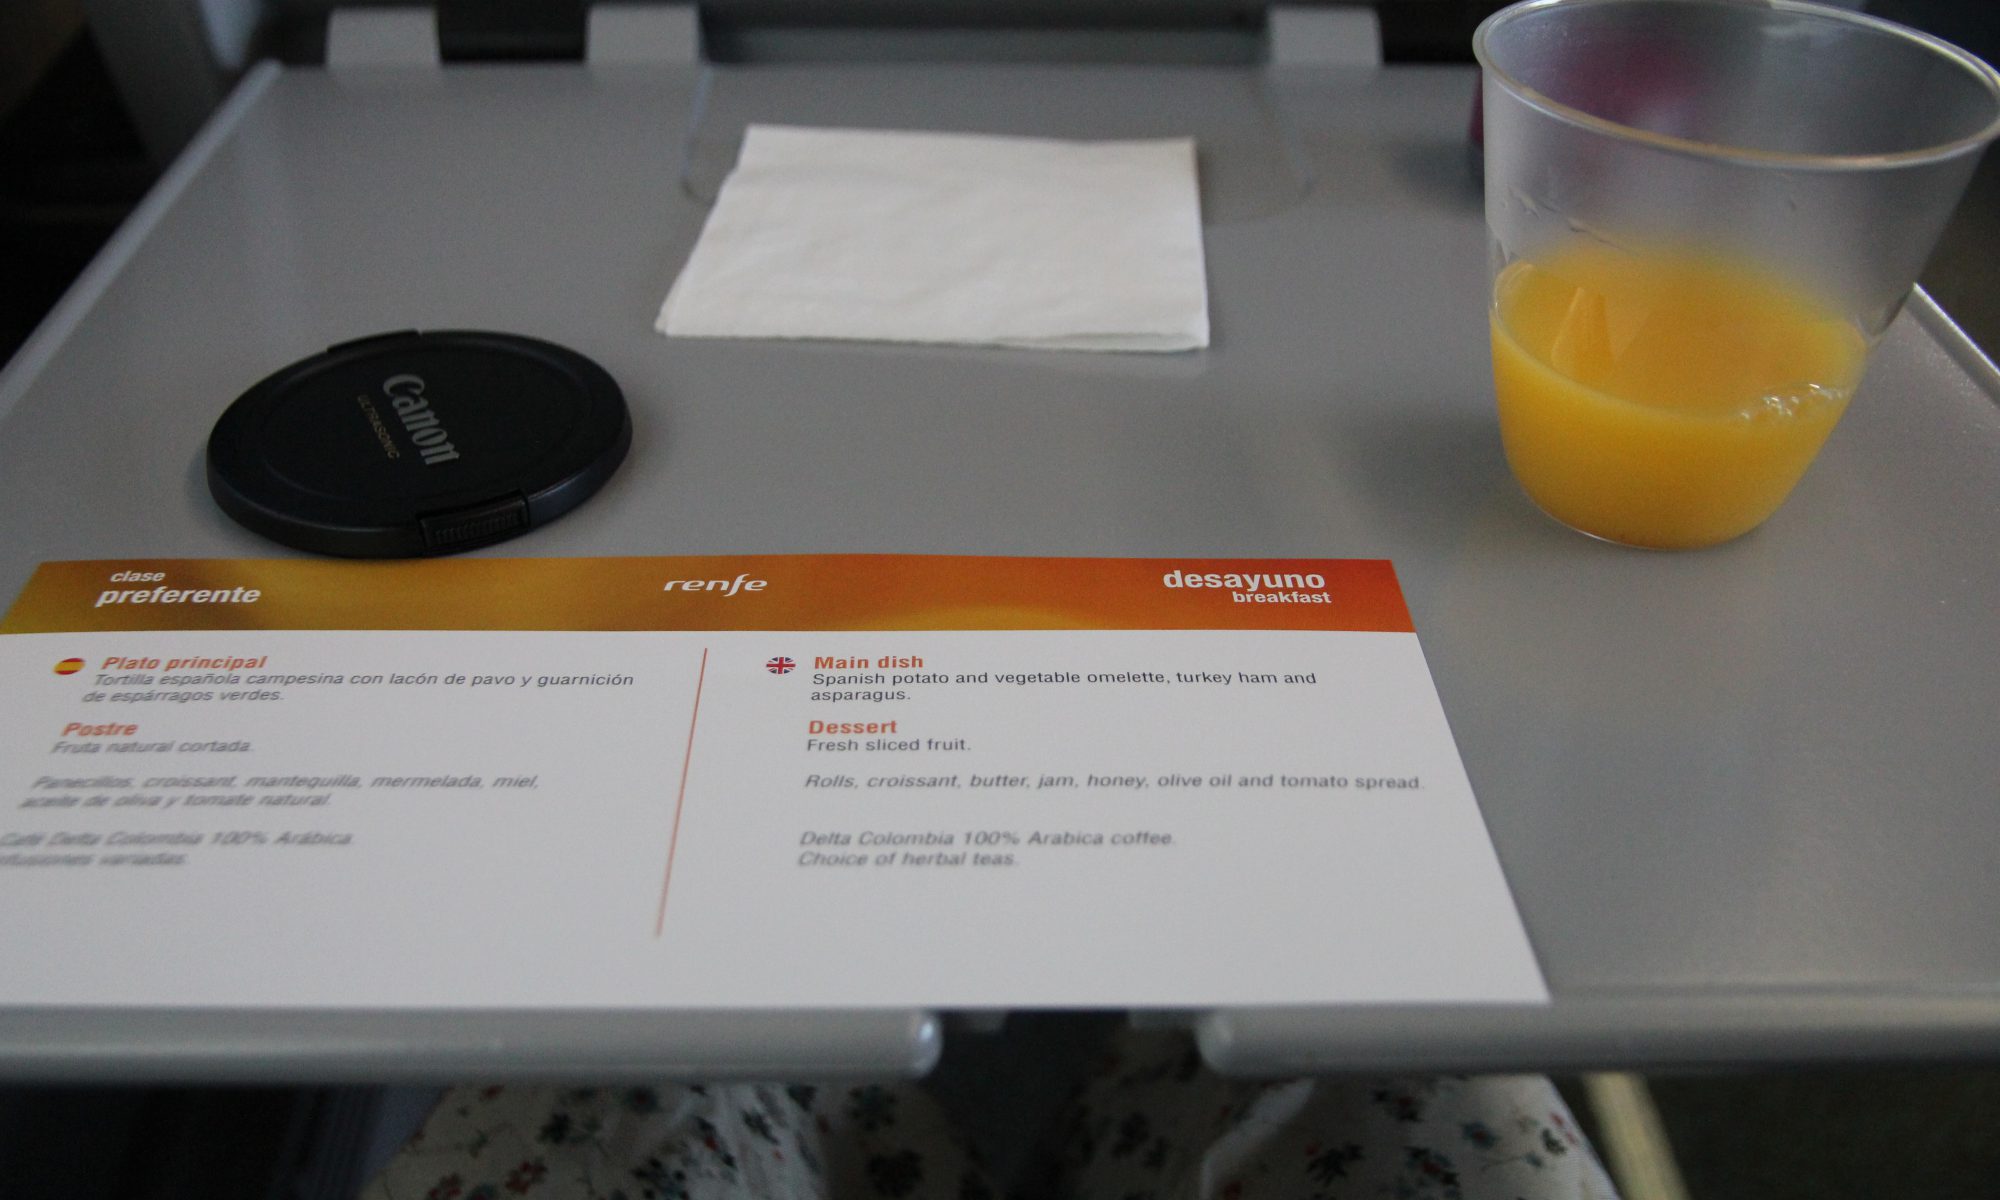 Canon
ULTRASONIC
clase
preferente
renfe
desayuno
breakfast
Plato principal
Tortilla española campesina con lacón de pavo y guarnición
de espárragos verdes.
Postre
Fruta natural cortada.
Panecillos, croissant, mantequilla, mermelada, miel,
aceite de oliva y tomate natural.
Café Delta Colombia 100% Arábica.
variadas.
Main dish
Spanish potato and vegetable omelette, turkey ham and
asparagus.
Dessert
Fresh sliced fruit.
Rolls, croissant, butter, jam, honey, olive oil and tomato spread.
Delta Colombia 100% Arabica coffee.
Choice of herbal teas.